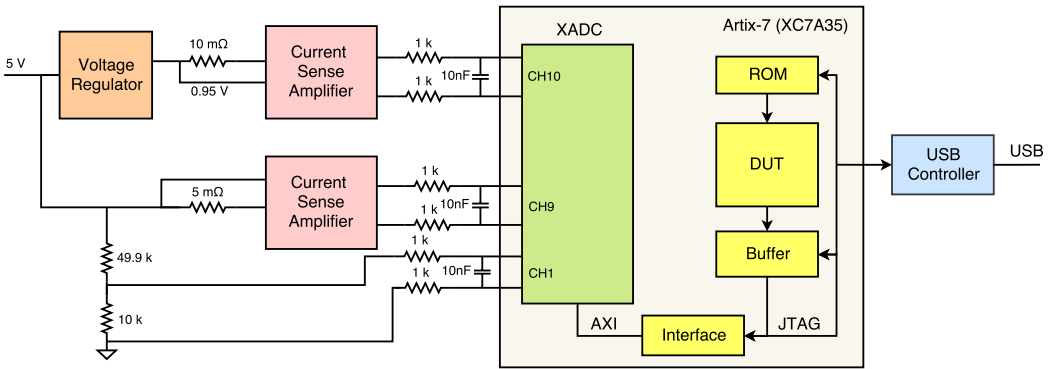 5 V
Voltage
Regulator
10 mΩ
0.95 V
Current
Sense
Amplifier
1 k
1 k
10nF
XADC
CH10
Artix-7 (XC7A35)
ROM
DUT
Buffer
USB
Controller
USB
5 mΩ
Current
Sense
Amplifier
1 k
1 k
10nF
CH9
49.9 k
10 k
1 k
1 k
10nF
CH1
AXI
Interface
JTAG